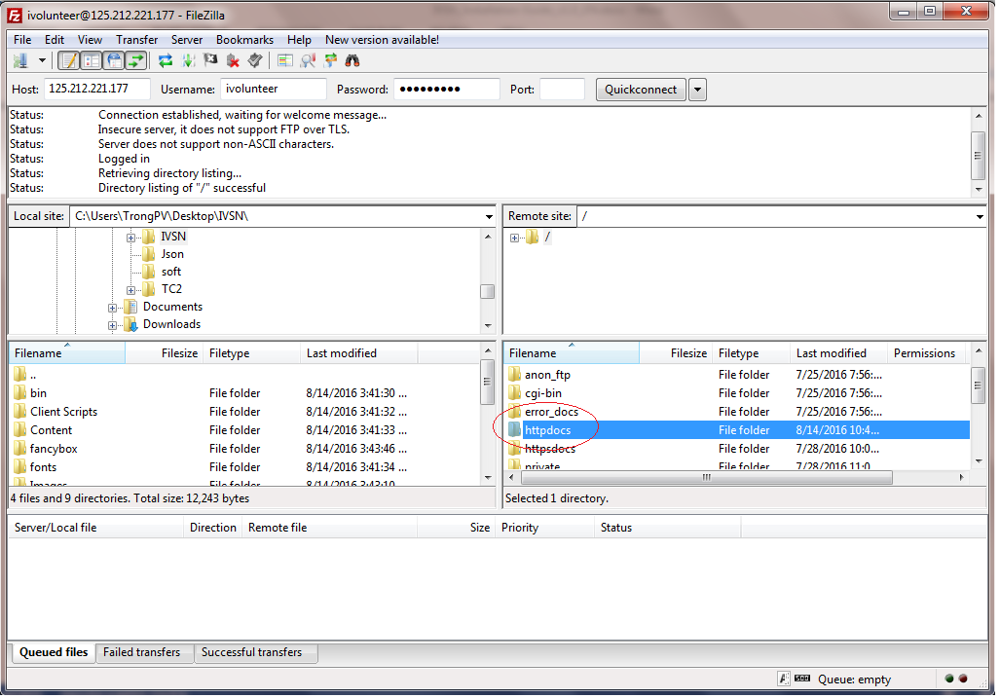 ivolunteer@125.212.221.177 - FileZilla
File Edit View Transfer Server Bookmarks Help New version available!
Host: 125.212.221.177 Username: ivolunteer Password: ●●●●●●●●● Port: Quickconnect
Status: Connection established, waiting for welcome message...
Status: Insecure server, it does not support FTP over TLS.
Status: Server does not support non-ASCII characters.
Status: Logged in
Status: Retrieving directory listing...
Status: Directory listing of "/" successful
Local site: C:\Users\TrongPV\Desktop\IVSN\
IVSN
Json
soft
TC2
Documents
Downloads
Remote site: /
/
Filename Filesize Filetype Last modified
..
bin File folder 8/14/2016 3:41:30 ...
Client Scripts File folder 8/14/2016 3:41:32 ...
Content File folder 8/14/2016 3:41:33 ...
fancybox File folder 8/14/2016 3:43:46 ...
fonts File folder 8/14/2016 3:41:34 ...
Images File folder 8/14/2016 3:43:10 ...
4 files and 9 directories. Total size: 12,243 bytes
Filename Filesize Filetype Last modified Permissions
anon_ftp File folder 7/25/2016 7:56:...
cgi-bin File folder 7/25/2016 7:56:...
error_docs File folder 7/25/2016 7:56:...
httpdocs File folder 8/14/2016 10:4...
httpsdocs File folder 7/28/2016 10:0...
private File folder 7/28/2016 11:0...
Selected 1 directory.
Server/Local file Direction Remote file Size Priority Status
Queued files Failed transfers Successful transfers
Queue: empty